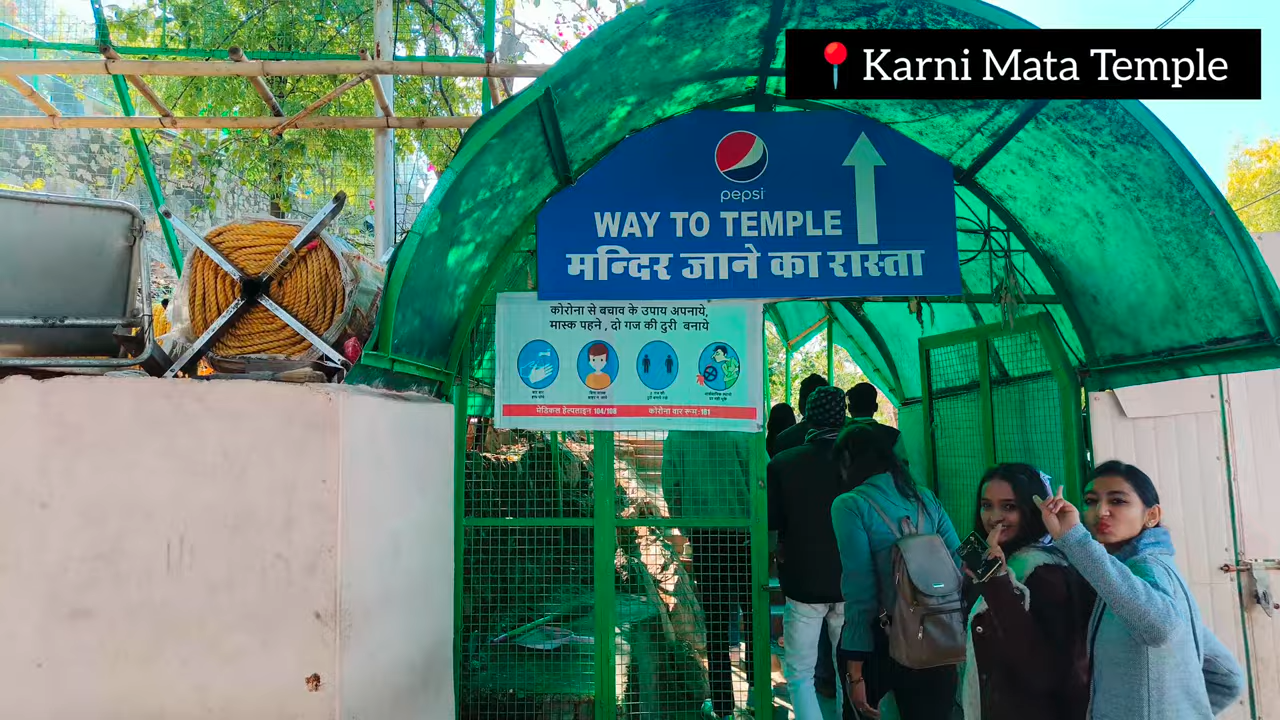 Karni Mata Temple
pepsi
WAY TO TEMPLE
मन्दिर जाने का रास्ता
कोरोना से बचाव के उपाय अपनाये,
मास्क पहने , दो गज की दुरी बनाये
मेडिकल हेल्पलाइन 104/108 कोरोना वार रूम: 181